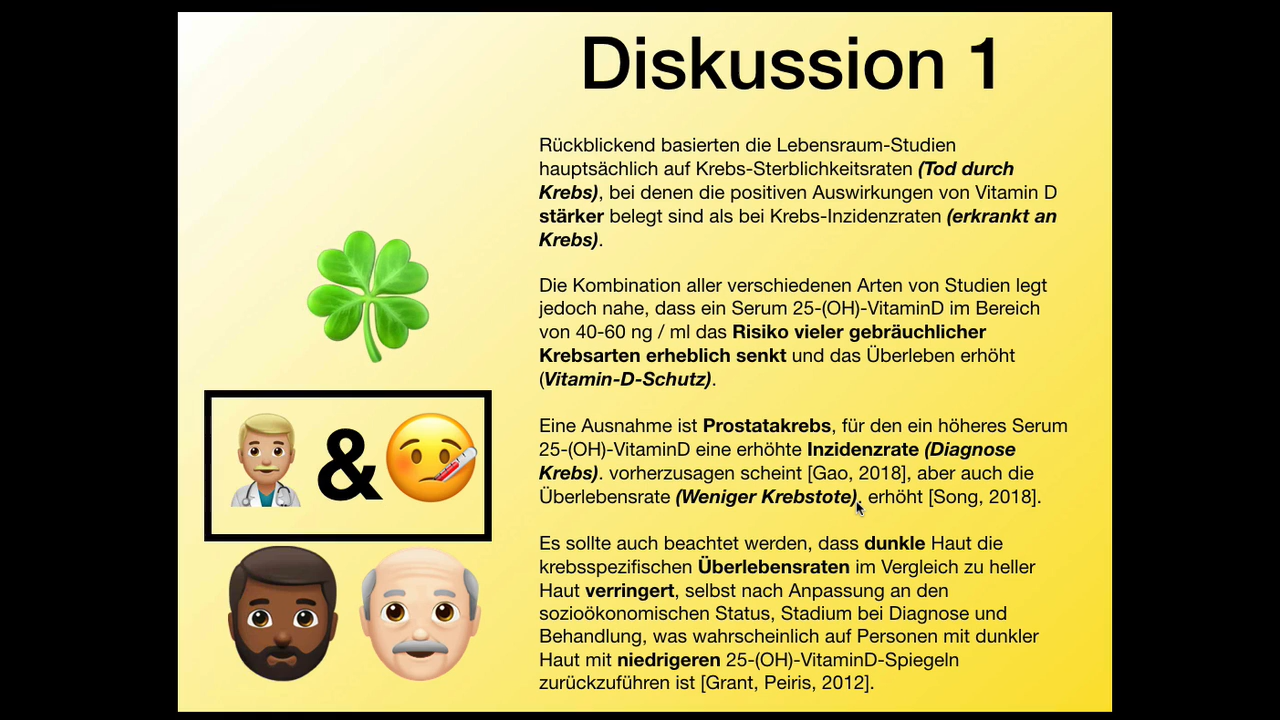 Diskussion 1
Rückblickend basierten die Lebensraum-Studien
hauptsächlich auf Krebs-Sterblichkeitsraten (Tod durch
Krebs), bei denen die positiven Auswirkungen von Vitamin D
stärker belegt sind als bei Krebs-Inzidenzraten (erkrankt an
Krebs).
Die Kombination aller verschiedenen Arten von Studien legt
jedoch nahe, dass ein Serum 25-(OH)-VitaminD im Bereich
von 40-60 ng / ml das Risiko vieler gebräuchlicher
Krebsarten erheblich senkt und das Überleben erhöht
(Vitamin-D-Schutz).
Eine Ausnahme ist Prostatakrebs, für den ein höheres Serum
25-(OH)-VitaminD eine erhöhte Inzidenzrate (Diagnose
Krebs). vorherzusagen scheint [Gao, 2018], aber auch die
Überlebensrate (Weniger Krebstote). erhöht [Song, 2018].
Es sollte auch beachtet werden, dass dunkle Haut die
krebsspezifischen Überlebensraten im Vergleich zu heller
Haut verringert, selbst nach Anpassung an den
sozioökonomischen Status, Stadium bei Diagnose und
Behandlung, was wahrscheinlich auf Personen mit dunkler
Haut mit niedrigeren 25-(OH)-VitaminD-Spiegeln
zurückzuführen ist [Grant, Peiris, 2012].
&